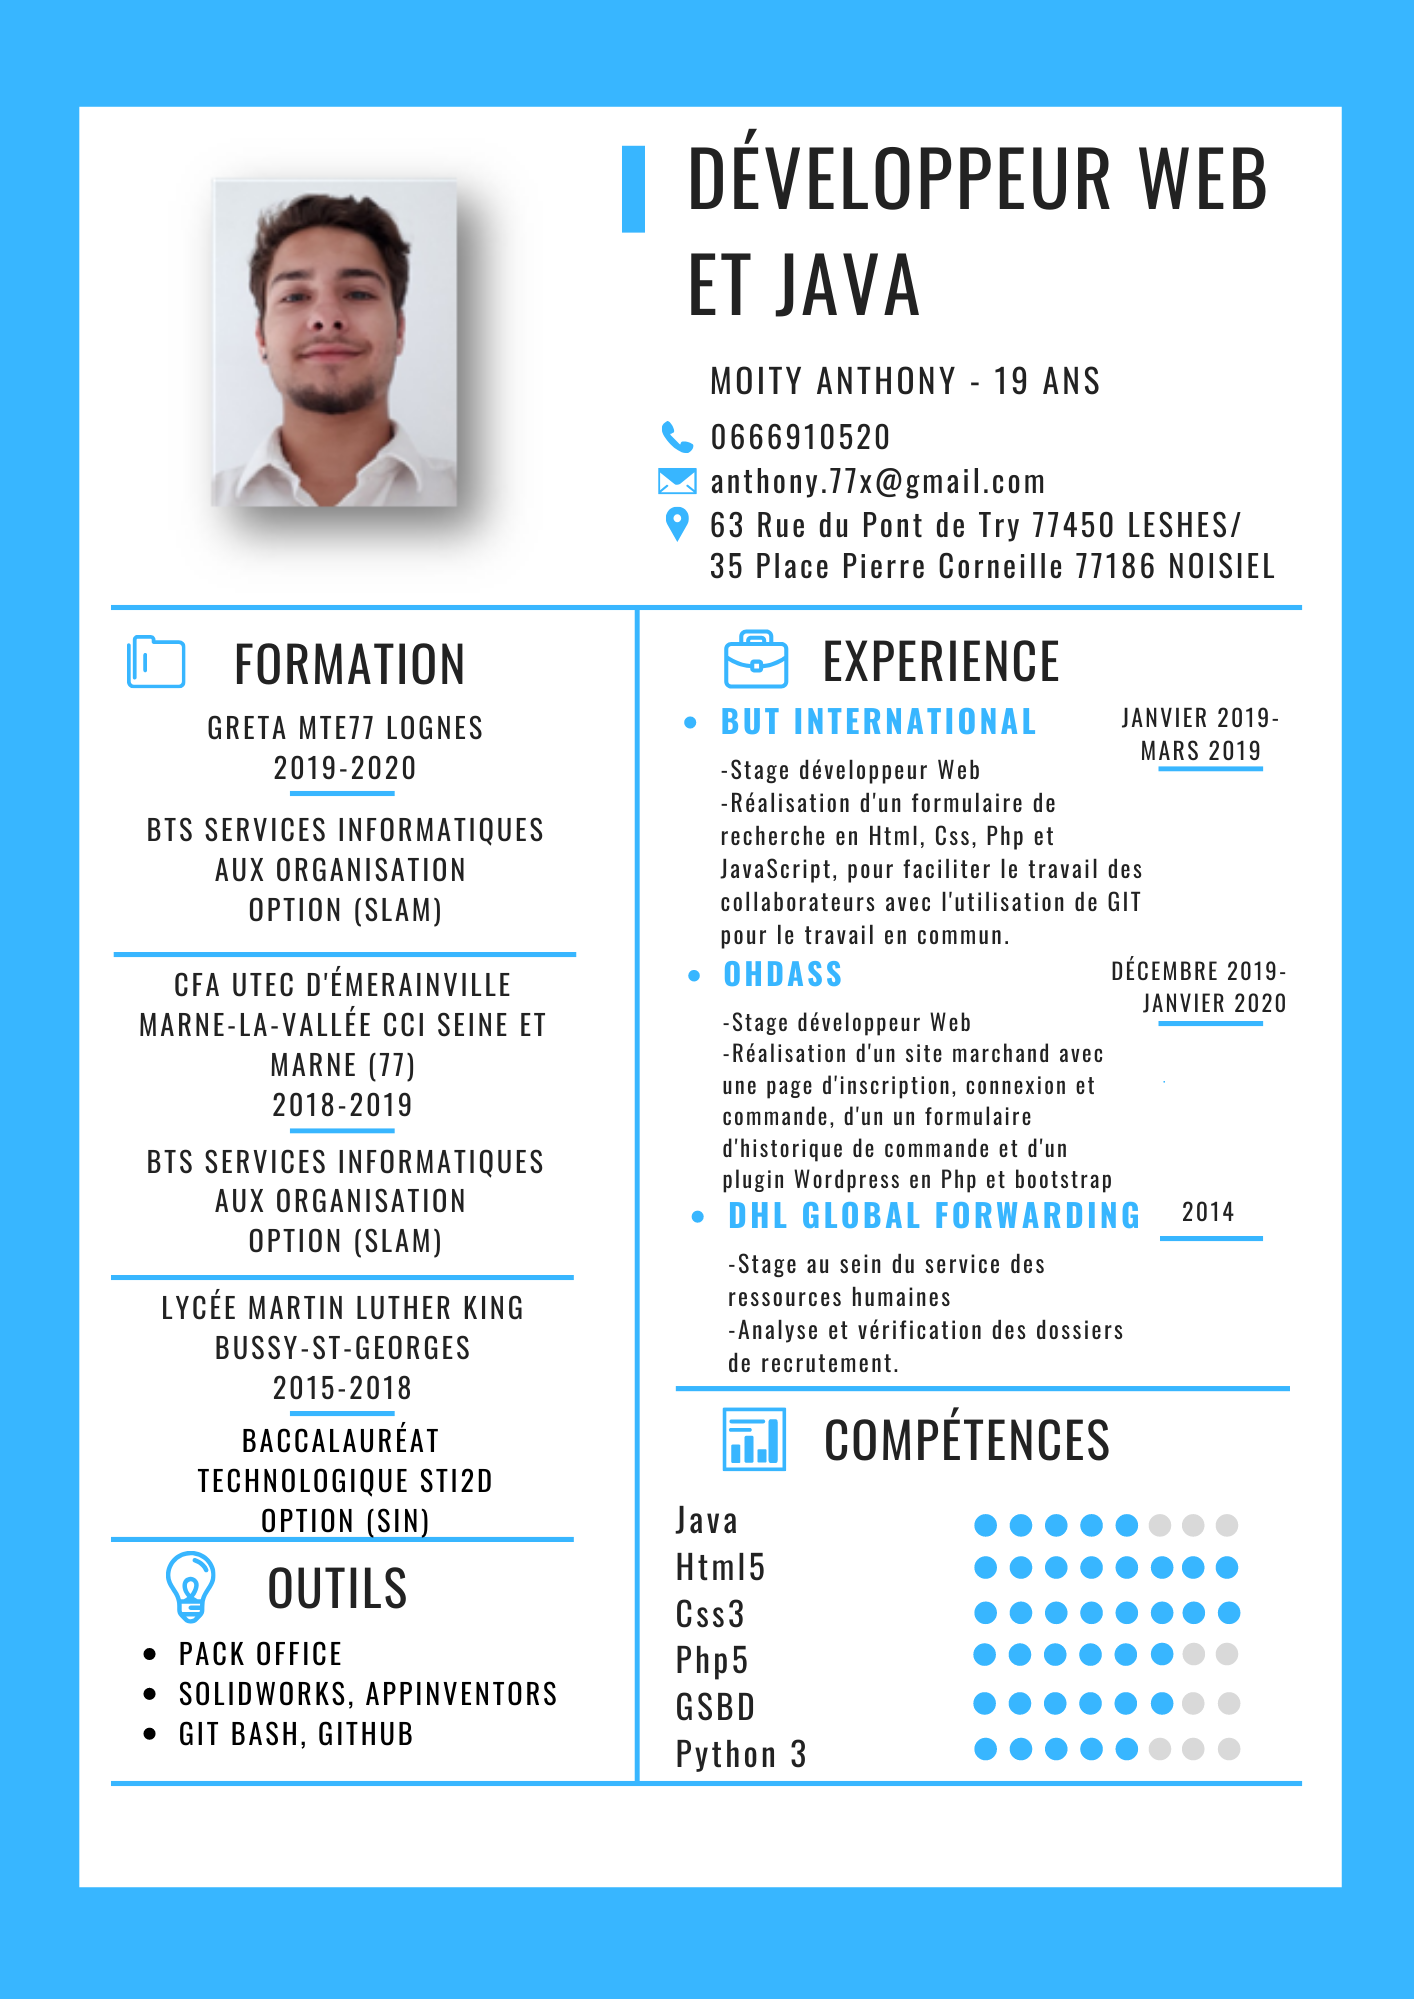 DÉVELOPPEUR WEB
ET JAVA
MOITY ANTHONY - 19 ANS
0666910520
anthony.77x@gmail.com
63 Rue du Pont de Try 77450 LESHES/
35 Place Pierre Corneille 77186 NOISIEL
FORMATION
GRETA MTE77 LOGNES
2019-2020
BTS SERVICES INFORMATIQUES
AUX ORGANISATION
OPTION (SLAM)
CFA UTEC D'ÉMERAINVILLE
MARNE-LA-VALLÉE CCI SEINE ET
MARNE (77)
2018-2019
BTS SERVICES INFORMATIQUES
AUX ORGANISATION
OPTION (SLAM)
LYCÉE MARTIN LUTHER KING
BUSSY-ST-GEORGES
2015-2018
BACCALAURÉAT
TECHNOLOGIQUE STI2D
OPTION (SIN)
OUTILS
PACK OFFICE
SOLIDWORKS, APPINVENTORS
GIT BASH, GITHUB
EXPERIENCE
BUT INTERNATIONAL
JANVIER 2019-
MARS 2019
-Stage développeur Web
-Réalisation d'un formulaire de
recherche en Html, Css, Php et
JavaScript, pour faciliter le travail des
collaborateurs avec l'utilisation de GIT
pour le travail en commun.
OHDASS
DÉCEMBRE 2019-
JANVIER 2020
-Stage développeur Web
-Réalisation d'un site marchand avec
une page d'inscription, connexion et
commande, d'un un formulaire
d'historique de commande et d'un
plugin Wordpress en Php et bootstrap
DHL GLOBAL FORWARDING
2014
-Stage au sein du service des
ressources humaines
-Analyse et vérification des dossiers
de recrutement.
COMPÉTENCES
Java
Html5
Css3
Php5
GSBD
Python 3